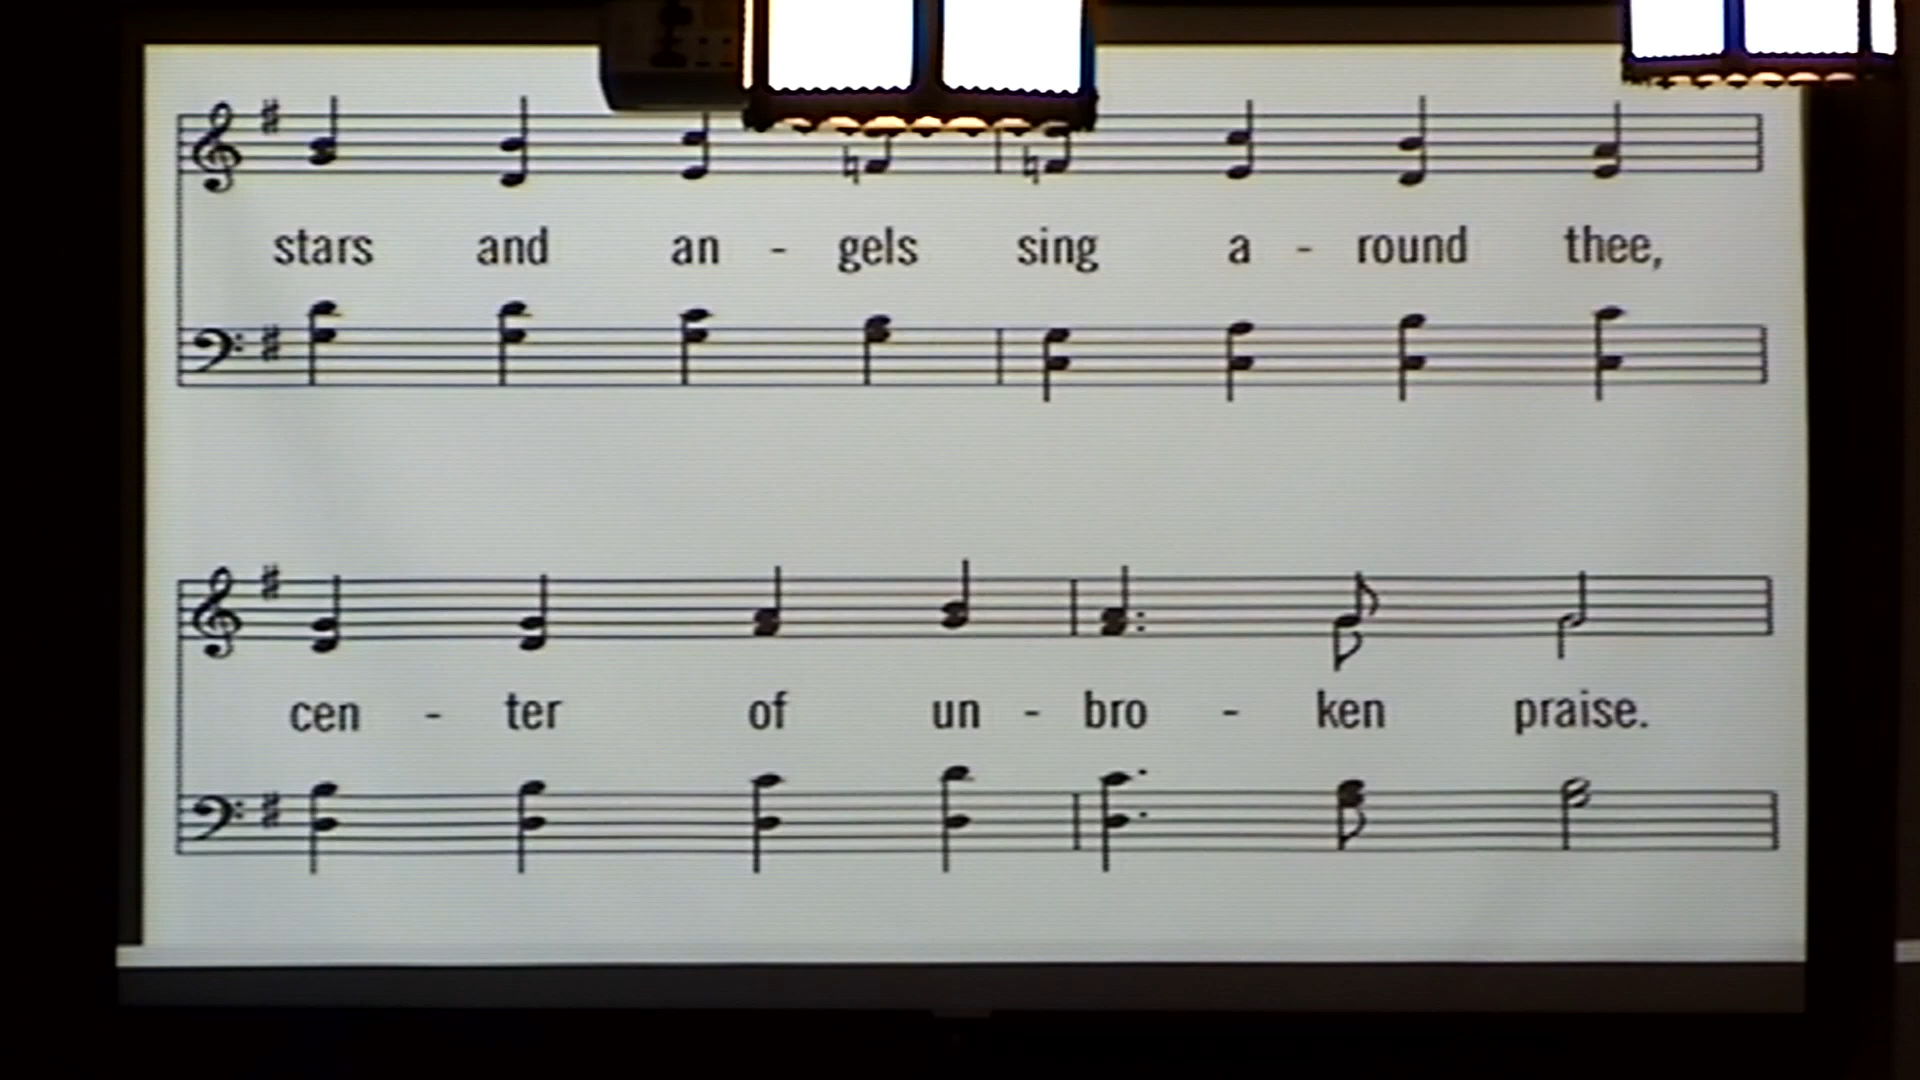 stars and an - gels sing a - round thee,
cen - ter of un - bro - ken praise.